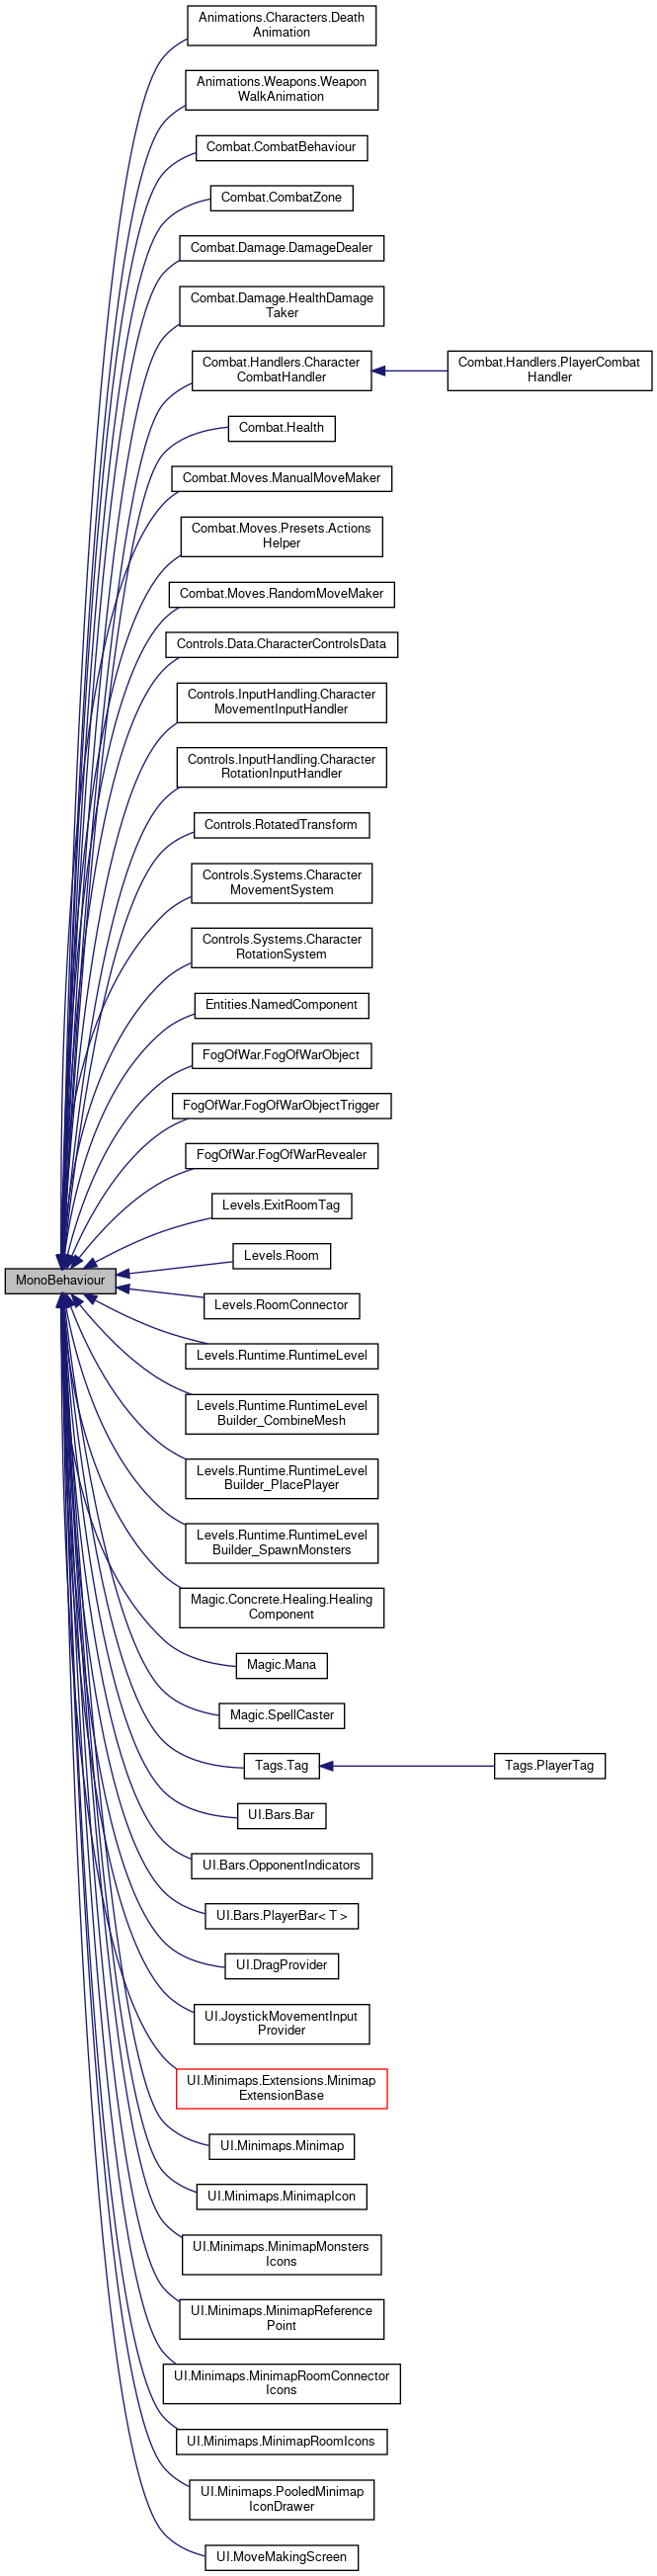 Animations.Characters.Death
Animation
Animations.Weapons.Weapon
WalkAnimation
Combat.CombatBehaviour
Combat.CombatZone
Combat.Damage.DamageDealer
Combat.Damage.HealthDamage
Taker
Combat.Handlers.Character
CombatHandler
Combat.Handlers.PlayerCombat
Handler
Combat.Health
Combat.Moves.ManualMoveMaker
Combat.Moves.Presets.Actions
Helper
Combat.Moves.RandomMoveMaker
Controls.Data.CharacterControlsData
Controls.InputHandling.Character
MovementInputHandler
Controls.InputHandling.Character
RotationInputHandler
Controls.RotatedTransform
Controls.Systems.Character
MovementSystem
Controls.Systems.Character
RotationSystem
Entities.NamedComponent
FogOfWar.FogOfWarObject
FogOfWar.FogOfWarObjectTrigger
FogOfWar.FogOfWarRevealer
Levels.ExitRoomTag
Levels.Room
MonoBehaviour
Levels.RoomConnector
Levels.Runtime.RuntimeLevel
Levels.Runtime.RuntimeLevel
Builder_CombineMesh
Levels.Runtime.RuntimeLevel
Builder_PlacePlayer
Levels.Runtime.RuntimeLevel
Builder_SpawnMonsters
Magic.Concrete.Healing.Healing
Component
Magic.Mana
Magic.SpellCaster
Tags.Tag
Tags.PlayerTag
UI.Bars.Bar
UI.Bars.OpponentIndicators
UI.Bars.PlayerBar< T >
UI.DragProvider
UI.JoystickMovementInput
Provider
UI.Minimaps.Extensions.Minimap
ExtensionBase
UI.Minimaps.Minimap
UI.Minimaps.MinimapIcon
UI.Minimaps.MinimapMonsters
Icons
UI.Minimaps.MinimapReference
Point
UI.Minimaps.MinimapRoomConnector
Icons
UI.Minimaps.MinimapRoomIcons
UI.Minimaps.PooledMinimap
IconDrawer
UI.MoveMakingScreen